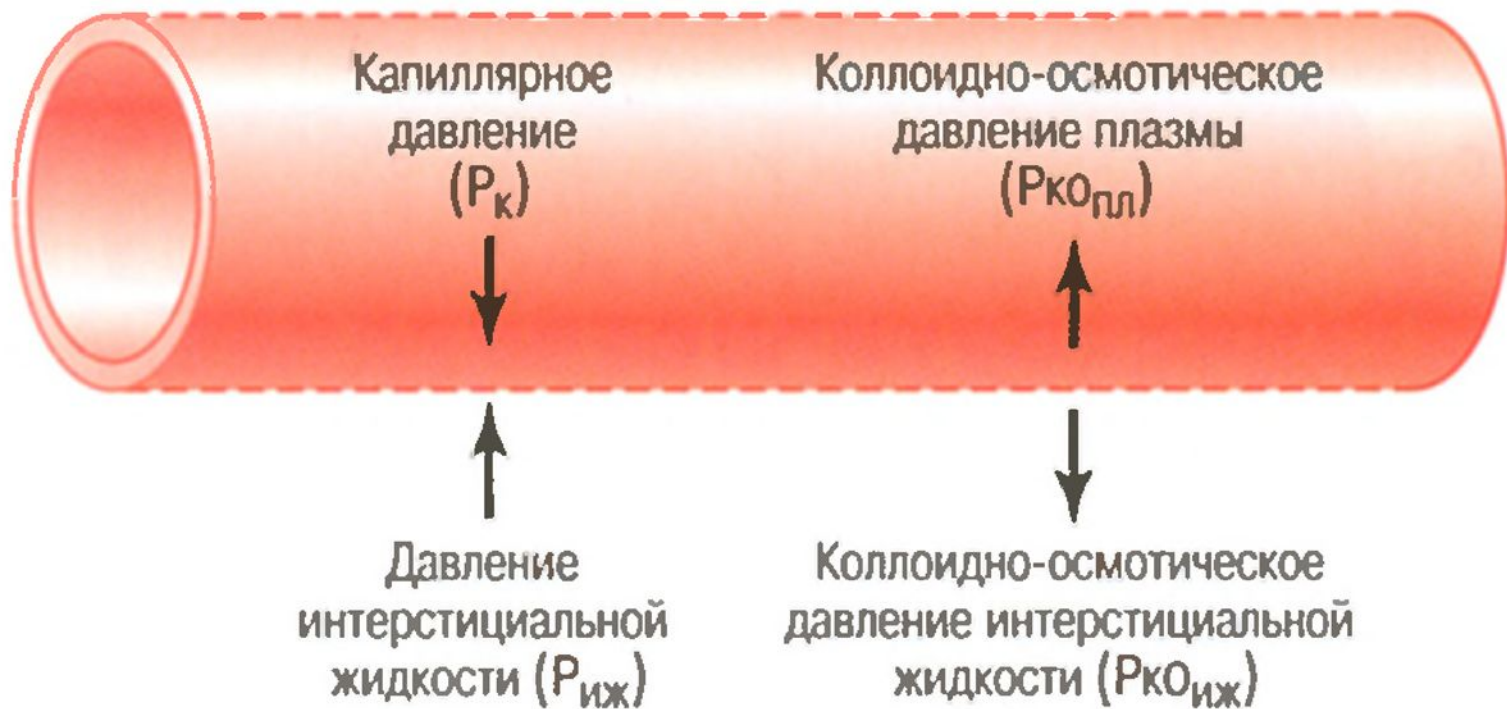 Капиллярное
давление
(Pк)
Коллоидно-осмотическое
давление плазмы
(Pкопл)
Давление
интерстициальной
жидкости (Pиж)
Коллоидно-осмотическое
давление интерстициальной
жидкости (Pкоиж)